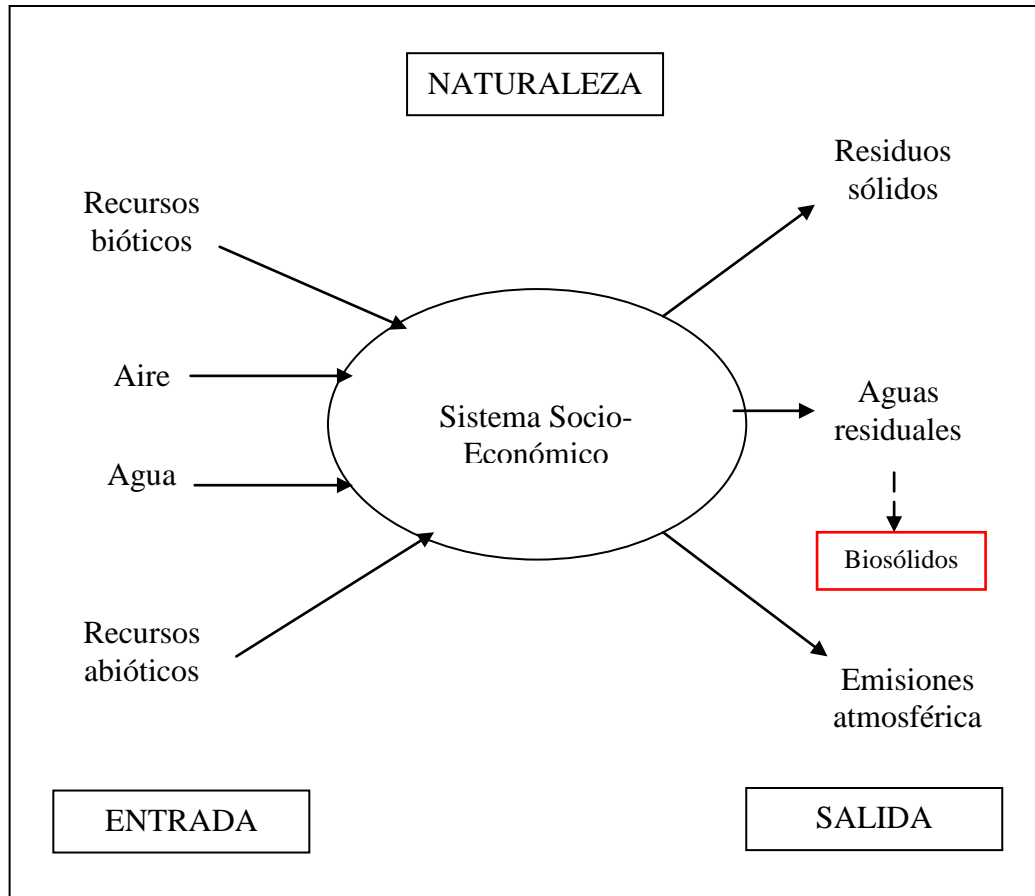 NATURALEZA
Residuos
sólidos
Recursos
bióticos
Aire
Aguas
residuales
Sistema Socio-
Económico
Agua
Biosólidos
Recursos
abióticos
Emisiones
atmosférica
ENTRADA
SALIDA